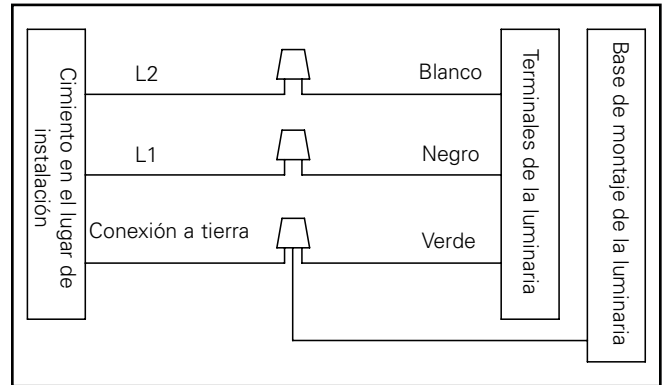 Cimiento en el lugar de
instalación
L2
Blanco
L1
Negro
Conexión a tierra
Verde
Terminales de la luminaria
Base de montaje de la luminaria